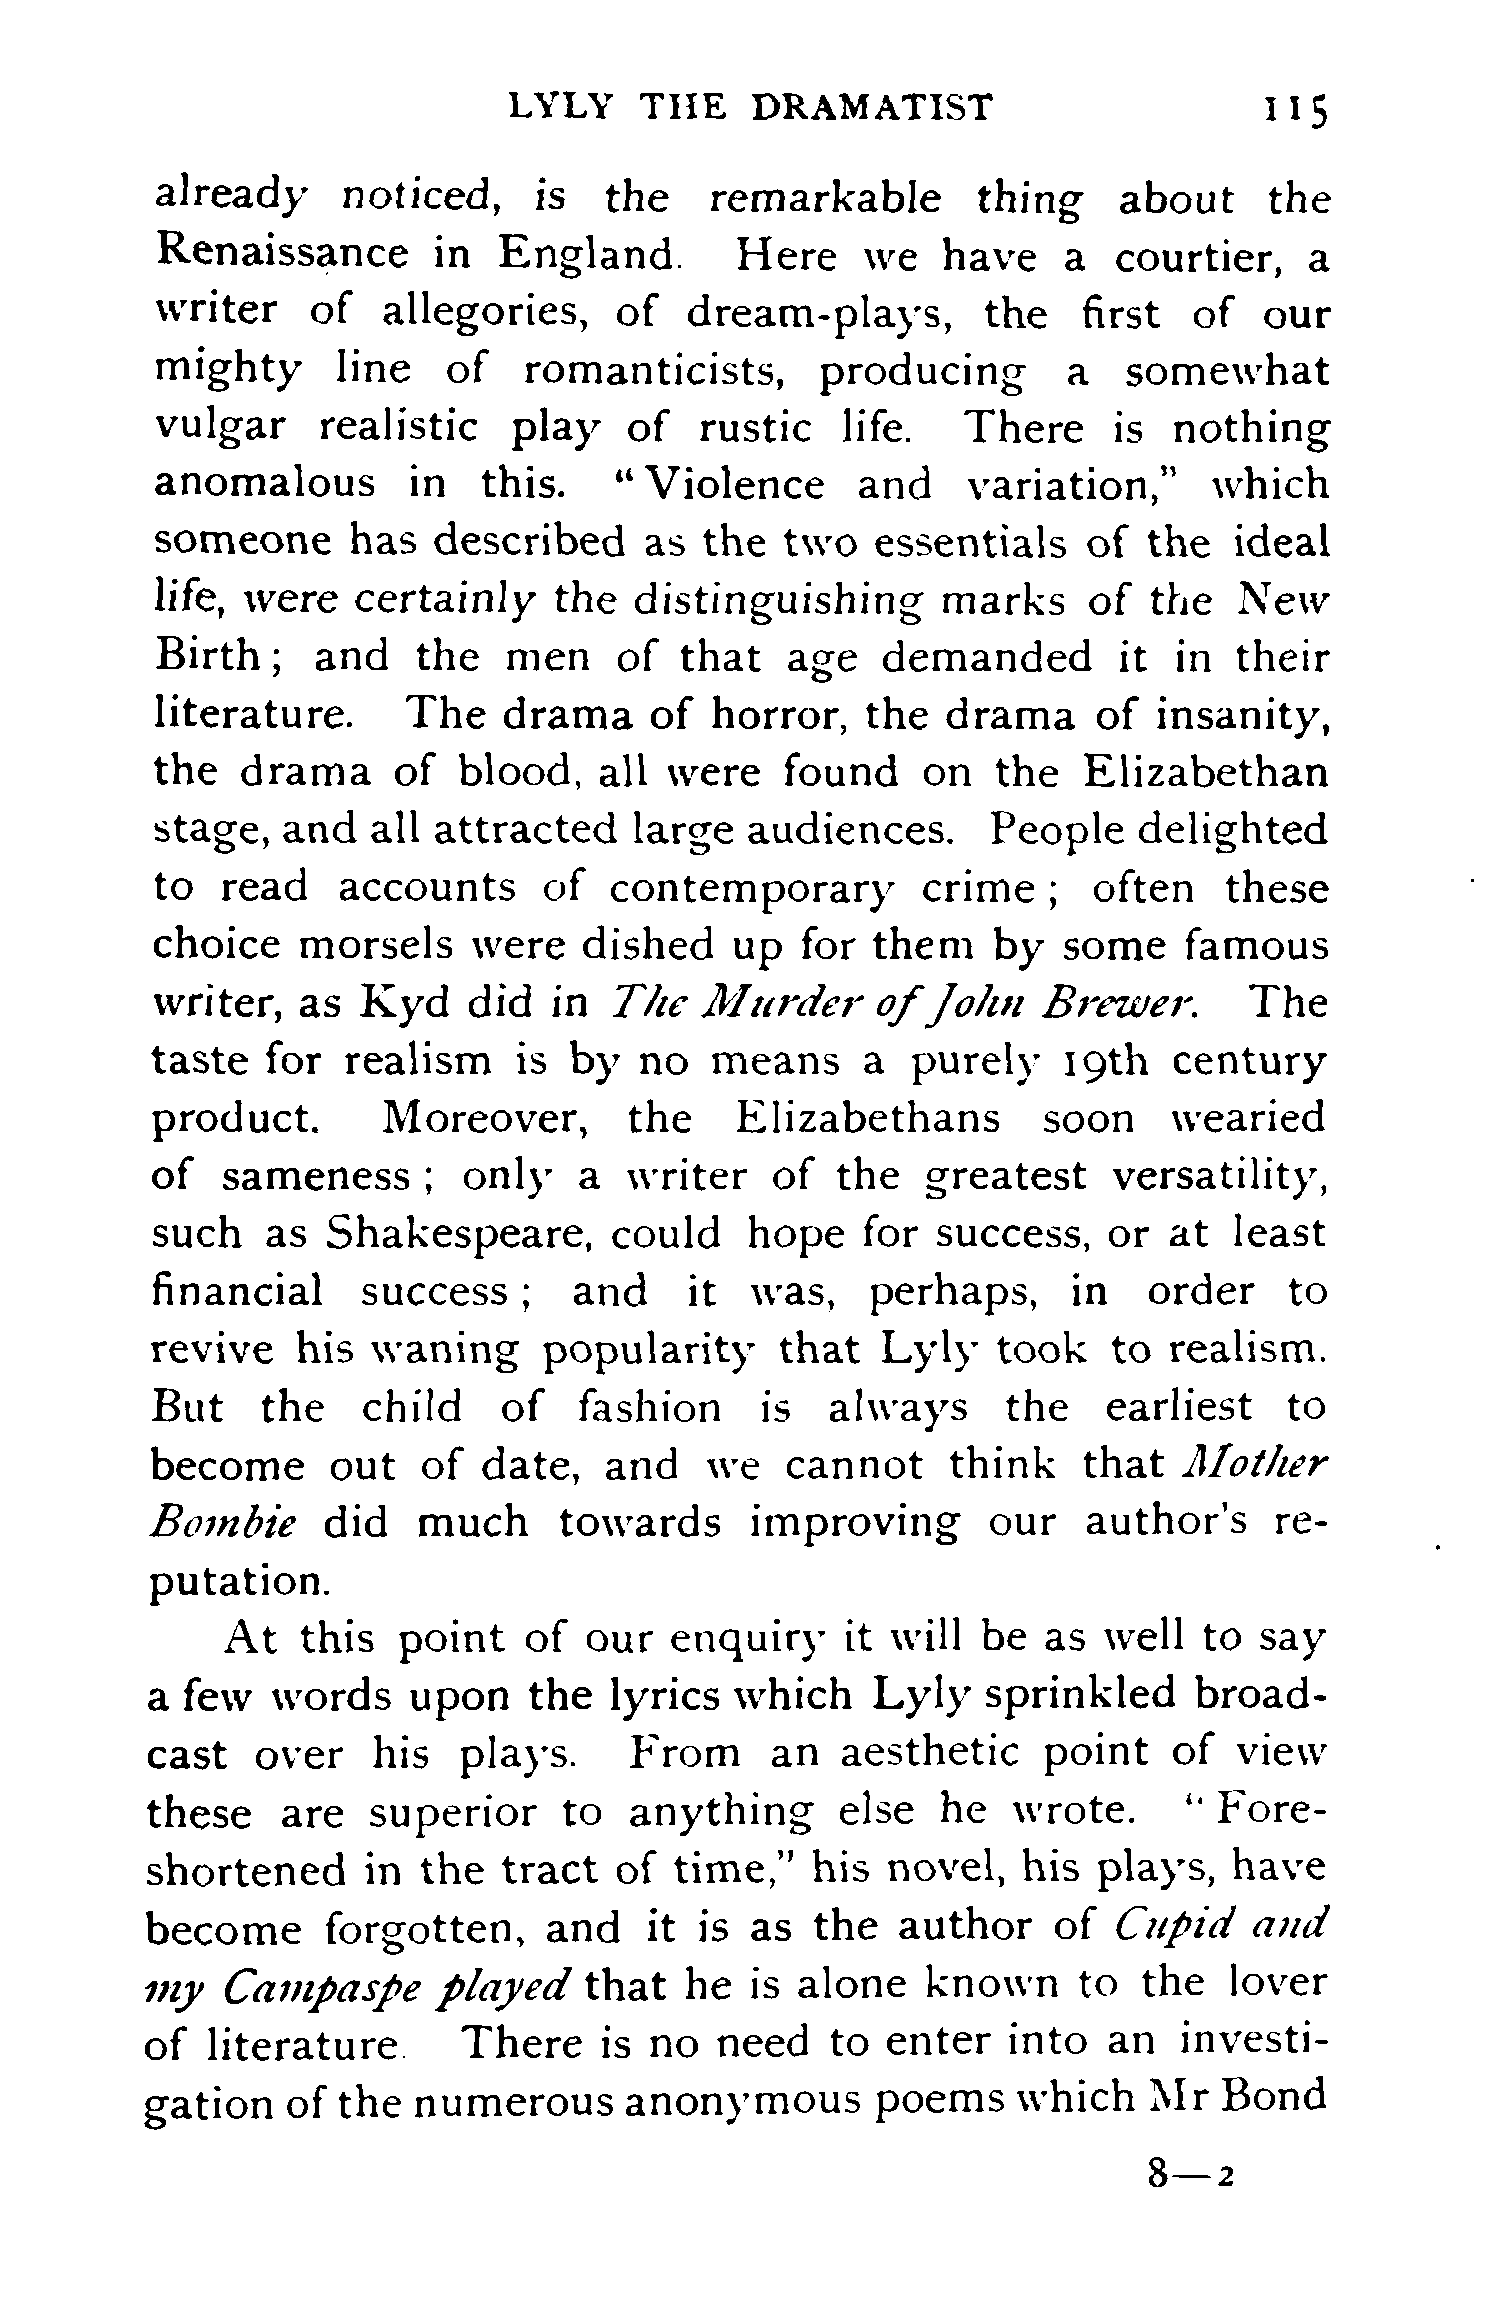 LYLY THE DRAMATIST 115
already noticed, is the remarkable thing about the
Renaissance in England. Here we have a courtier, a
writer of allegories, of dream-plays, the first of our
mighty line of romanticists, producing a somewhat
vulgar realistic play of rustic life. There is nothing
anomalous in this. “Violence and variation,” which
someone has described as the two essentials of the ideal
life, were certainly the distinguishing marks of the New
Birth; and the men of that age demanded it in their
literature. The drama of horror, the drama of insanity,
the drama of blood, all were found on the Elizabethan
stage, and all attracted large audiences. People delighted
to read accounts of contemporary crime; often these
choice morsels were dished up for them by some famous
writer, as Kyd did in The Murder of John Brewer. The
taste for realism is by no means a purely 19th century
product. Moreover, the Elizabethans soon wearied
of sameness; only a writer of the greatest versatility,
such as Shakespeare, could hope for success, or at least
financial success; and it was, perhaps, in order to
revive his waning popularity that Lyly took to realism.
But the child of fashion is always the earliest to
become out of date, and we cannot think that Mother
Bombie did much towards improving our author's re-
putation.
At this point of our enquiry it will be as well to say
a few words upon the lyrics which Lyly sprinkled broad-
cast over his plays. From an aesthetic point of view
these are superior to anything else he wrote. “Fore-
shortened in the tract of time,” his novel, his plays, have
become forgotten, and it is as the author of Cupid and
my Campaspe played that he is alone known to the lover
of literature. There is no need to enter into an investi-
gation of the numerous anonymous poems which Mr Bond
8—2